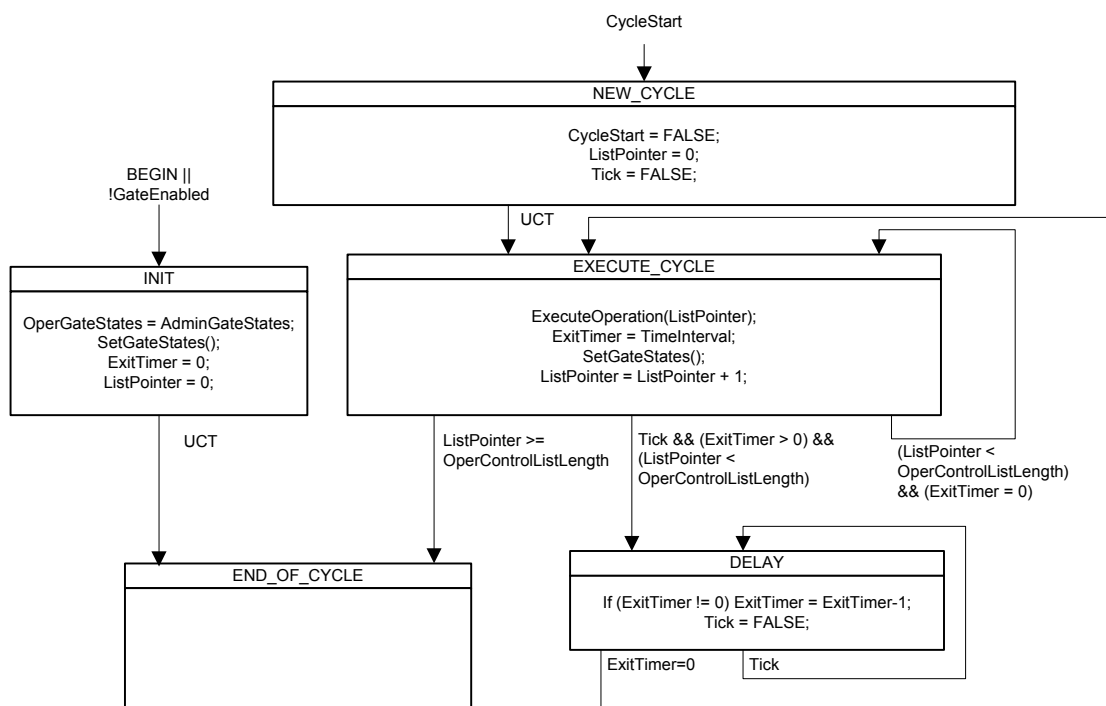 CycleStart
NEW_CYCLE
CycleStart = FALSE;
ListPointer = 0;
Tick = FALSE;
BEGIN ||
!GateEnabled
UCT
INIT
OperGateStates = AdminGateStates;
SetGateStates();
ExitTimer = 0;
ListPointer = 0;
EXECUTE_CYCLE
ExecuteOperation(ListPointer);
ExitTimer = TimeInterval;
SetGateStates();
ListPointer = ListPointer + 1;
UCT
ListPointer >=
OperControlListLength
Tick && (ExitTimer > 0) &&
(ListPointer <
OperControlListLength)
(ListPointer <
OperControlListLength)
&& (ExitTimer = 0)
END_OF_CYCLE
DELAY
If (ExitTimer != 0) ExitTimer = ExitTimer-1;
Tick = FALSE;
ExitTimer=0
Tick